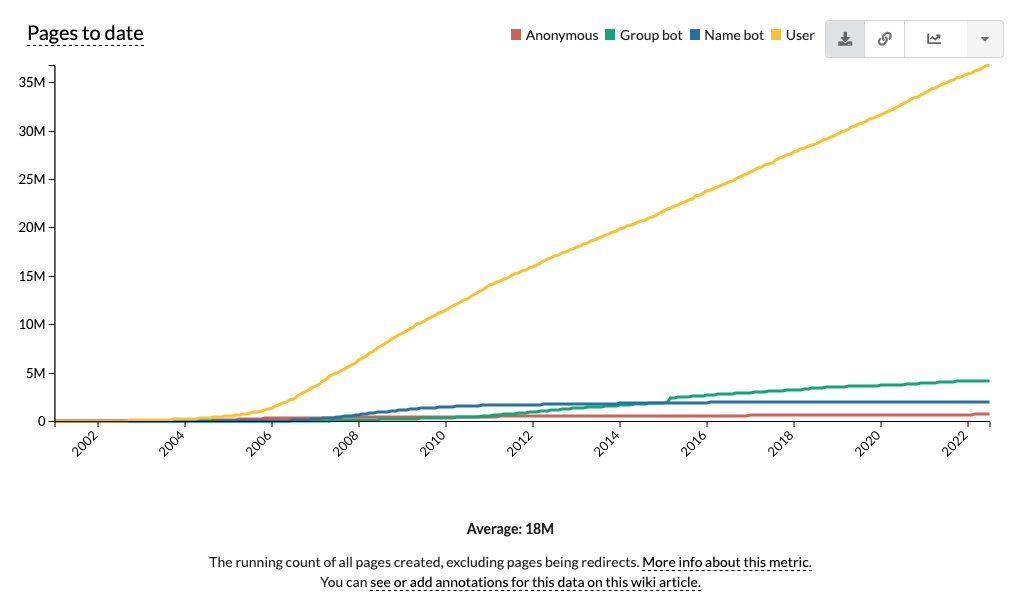 Pages to date
Anonymous Group bot Name bot User
35M
30M
25M
20M
15M
10M
5M
0
2002 2004 2006 2008 2010 2012 2014 2016 2018 2020 2022
Average: 18M
The running count of all pages created, excluding pages being redirects. More info about this metric.
You can see or add annotations for this data on this wiki article.